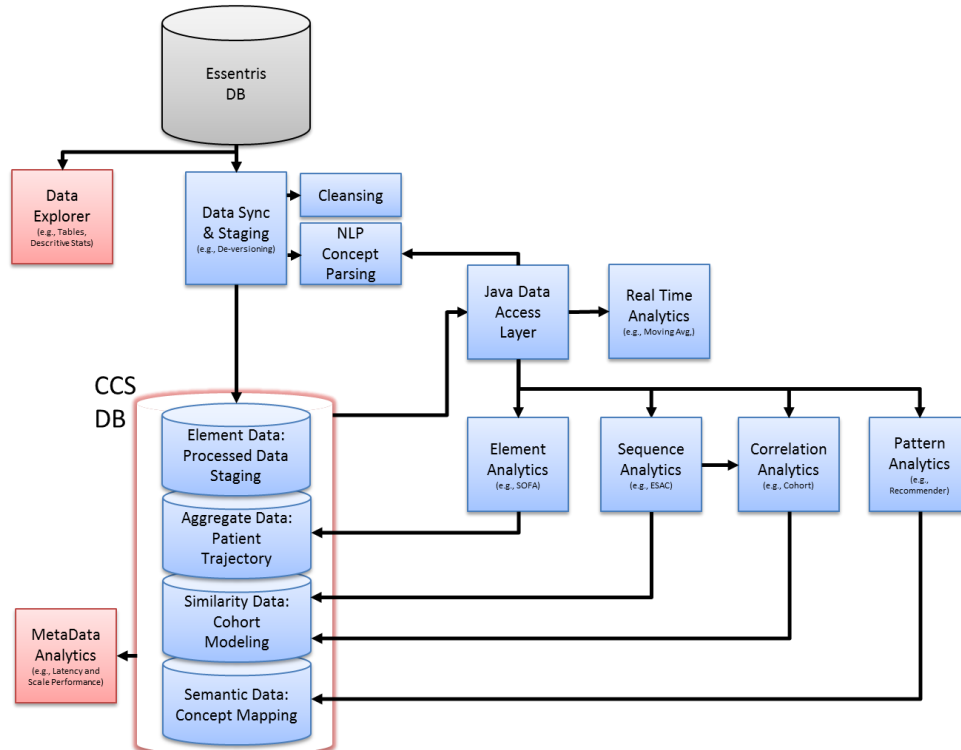 Essentris
DB
Data
Explorer
(e.g., Tables,
Descritive Stats)
Data Sync
& Staging
(e.g., De-versioning)
Cleansing
NLP
Concept
Parsing
Java Data
Access
Layer
Real Time
Analytics
(e.g., Moving Avg,)
CCS
DB
Element Data:
Processed Data
Staging
Aggregate Data:
Patient
Trajectory
Similarity Data:
Cohort
Modeling
Semantic Data:
Concept Mapping
Element
Analytics
(e.g., SOFA)
Sequence
Analytics
(e.g., ESAC)
Correlation
Analytics
(e.g., Cohort)
Pattern
Analytics
(e.g.,
Recommender)
MetaData
Analytics
(e.g., Latency and
Scale Performance)